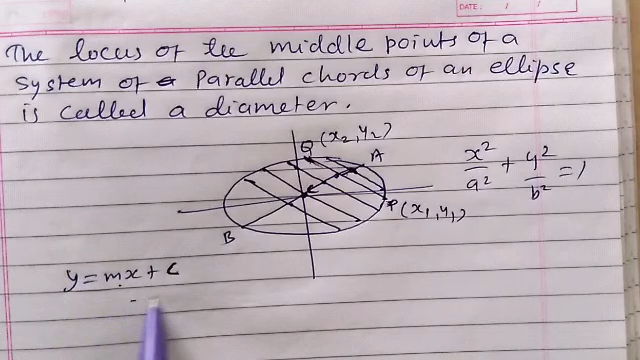 DATE: / /
The locus of the middle points of a
system of parallel chords of an ellipse
is called a diameter.
Q (x₂, y₂)
A
x²/a² + y²/b² = 1
C
P (x₁, y₁)
B
y = mx + c